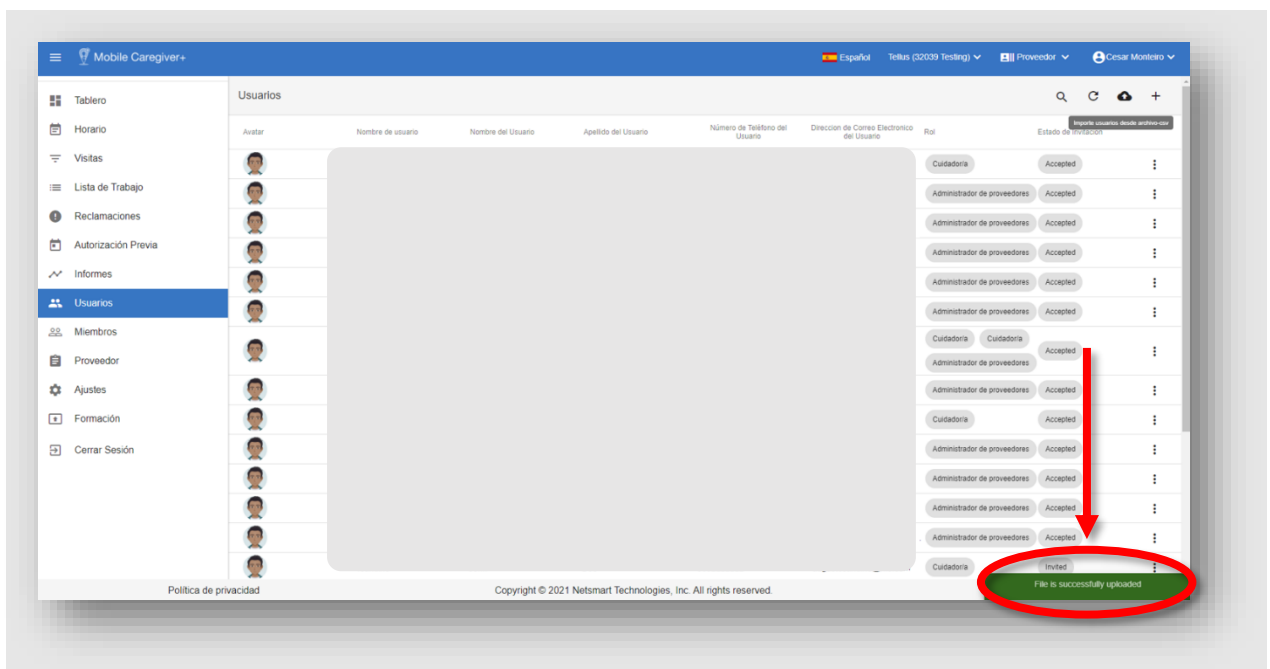 Mobile Caregiver+
Español Tellus (32039 Testing) Proveedor Cesar Monteiro
Tablero
Horario
Visitas
Lista de Trabajo
Reclamaciones
Autorización Previa
Informes
Usuarios
Miembros
Proveedor
Ajustes
Formación
Cerrar Sesión
Usuarios
Importe usuarios desde archivo-csv
Avatar Nombre de usuario Nombre del Usuario Apellido del Usuario Número de Teléfono del Usuario Direccion de Correo Electronico del Usuario Rol Estado de Invitación
Cuidador/a Accepted
Administrador de proveedores Accepted
Administrador de proveedores Accepted
Administrador de proveedores Accepted
Administrador de proveedores Accepted
Administrador de proveedores Accepted
Cuidador/a Cuidador/a
Administrador de proveedores Accepted
Administrador de proveedores Accepted
Cuidador/a Accepted
Administrador de proveedores Accepted
Administrador de proveedores Accepted
Administrador de proveedores Accepted
Administrador de proveedores Accepted
Cuidador/a Invited
Política de privacidad Copyright © 2021 Netsmart Technologies, Inc. All rights reserved.
File is successfully uploaded